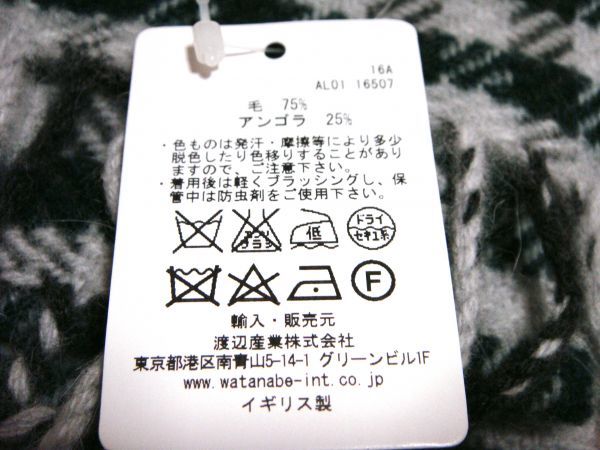 16A
AL01 16507
毛 75%
アンゴラ 25%
・色ものは発汗・摩擦等により多少
脱色したり色移りすることがあり
ますので、ご注意下さい。
・着用後は軽くブラッシングし、保
管中は防虫剤をご使用下さい。
エンソ サラシ 低 ドライ
セキユ系
F
輸入・販売元
渡辺産業株式会社
東京都港区南青山5-14-1 グリーンビル1F
www.watanabe-int.co.jp
イギリス製